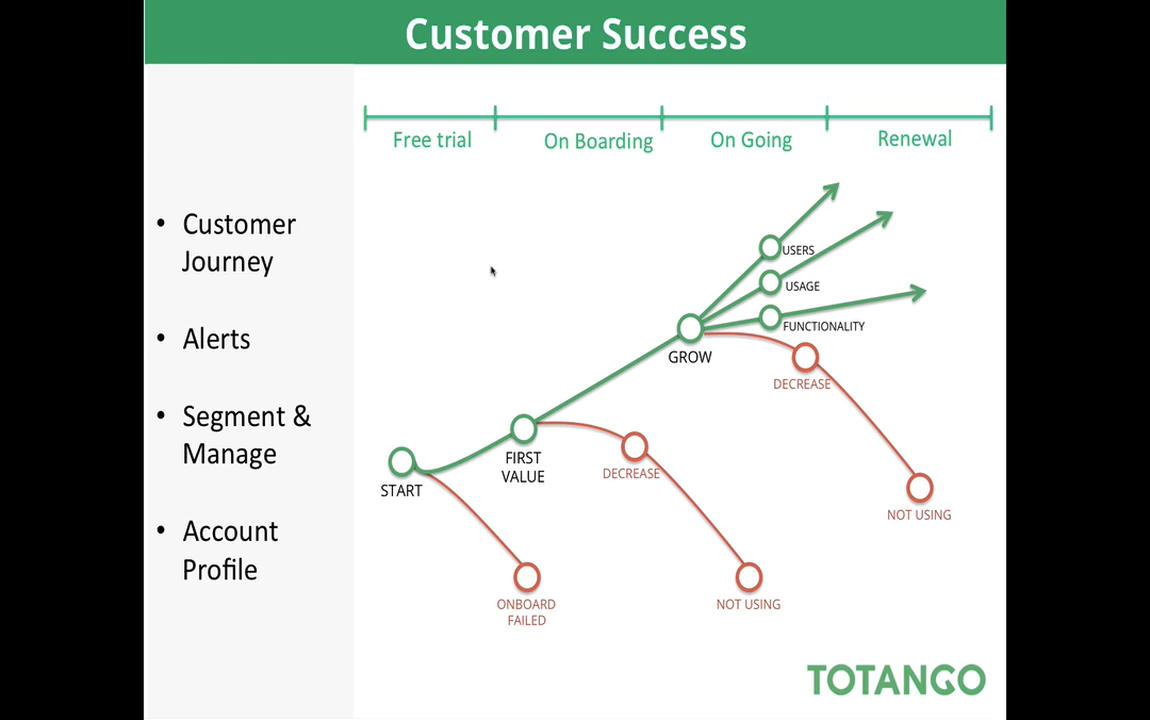 Customer Success
Free trial
On Boarding
On Going
Renewal
• Customer
Journey
• Alerts
• Segment &
Manage
• Account
Profile
USERS
USAGE
FUNCTIONALITY
GROW
DECREASE
FIRST
VALUE
DECREASE
START
NOT USING
ONBOARD
FAILED
NOT USING
TOTANGO